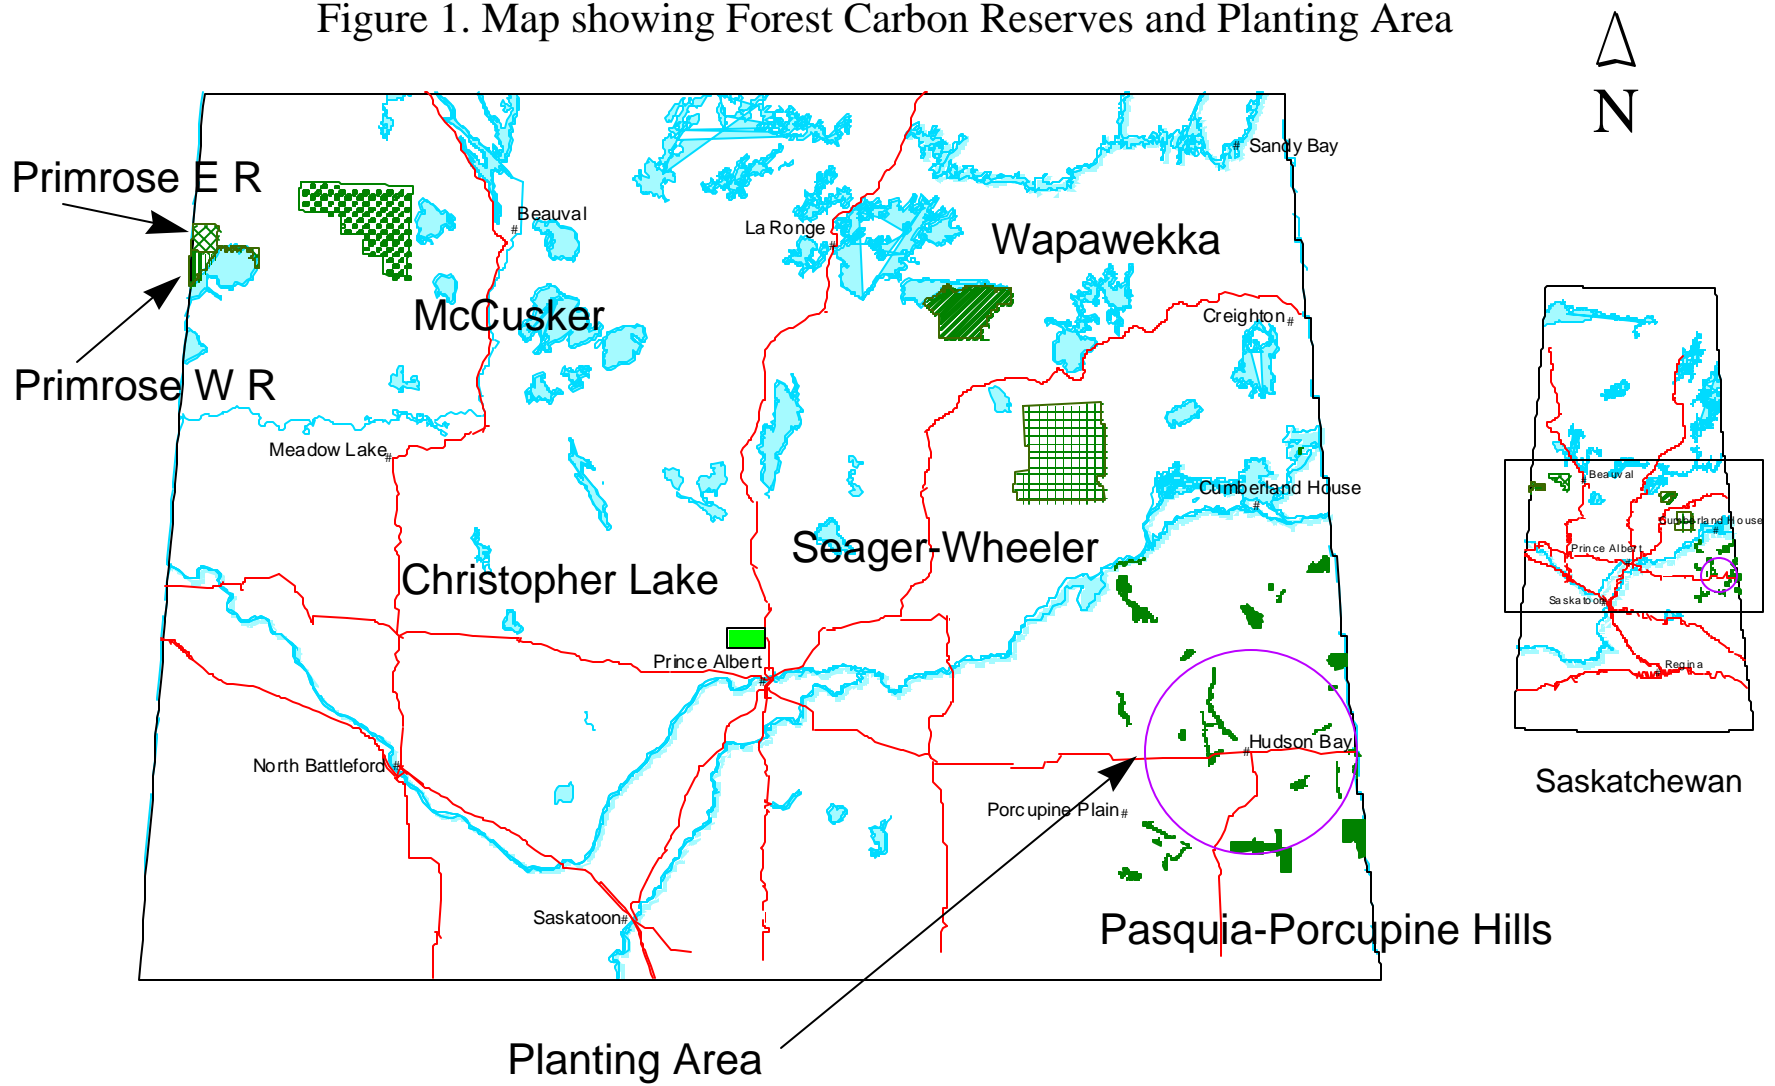 Figure 1. Map showing Forest Carbon Reserves and Planting Area
N
Sandy Bay
Primrose E R
Beauval
La Ronge
Wapawekka
McCusker
Creighton
Primrose W R
Meadow Lake
Beauval
Cumberland House
Cumberland House
Seager-Wheeler
Prince Albert
Christopher Lake
Saskatoon
Prince Albert
Regina
Hudson Bay
North Battleford
Saskatchewan
Porcupine Plain
Saskatoon
Pasquia-Porcupine Hills
Planting Area